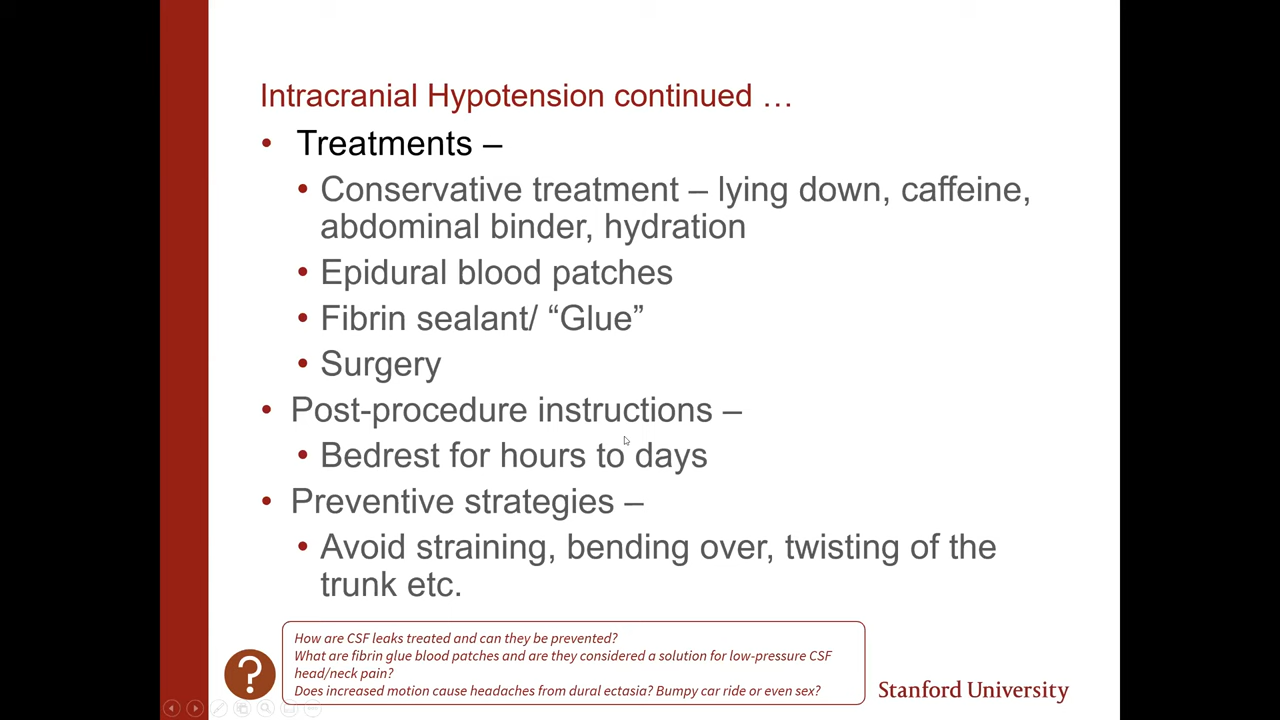 Intracranial Hypotension continued …
• Treatments –
• Conservative treatment – lying down, caffeine,
abdominal binder, hydration
• Epidural blood patches
• Fibrin sealant/ “Glue”
• Surgery
• Post-procedure instructions –
• Bedrest for hours to days
• Preventive strategies –
• Avoid straining, bending over, twisting of the
trunk etc.
?
How are CSF leaks treated and can they be prevented?
What are fibrin glue blood patches and are they considered a solution for low-pressure CSF
head/neck pain?
Does increased motion cause headaches from dural ectasia? Bumpy car ride or even sex?
Stanford University